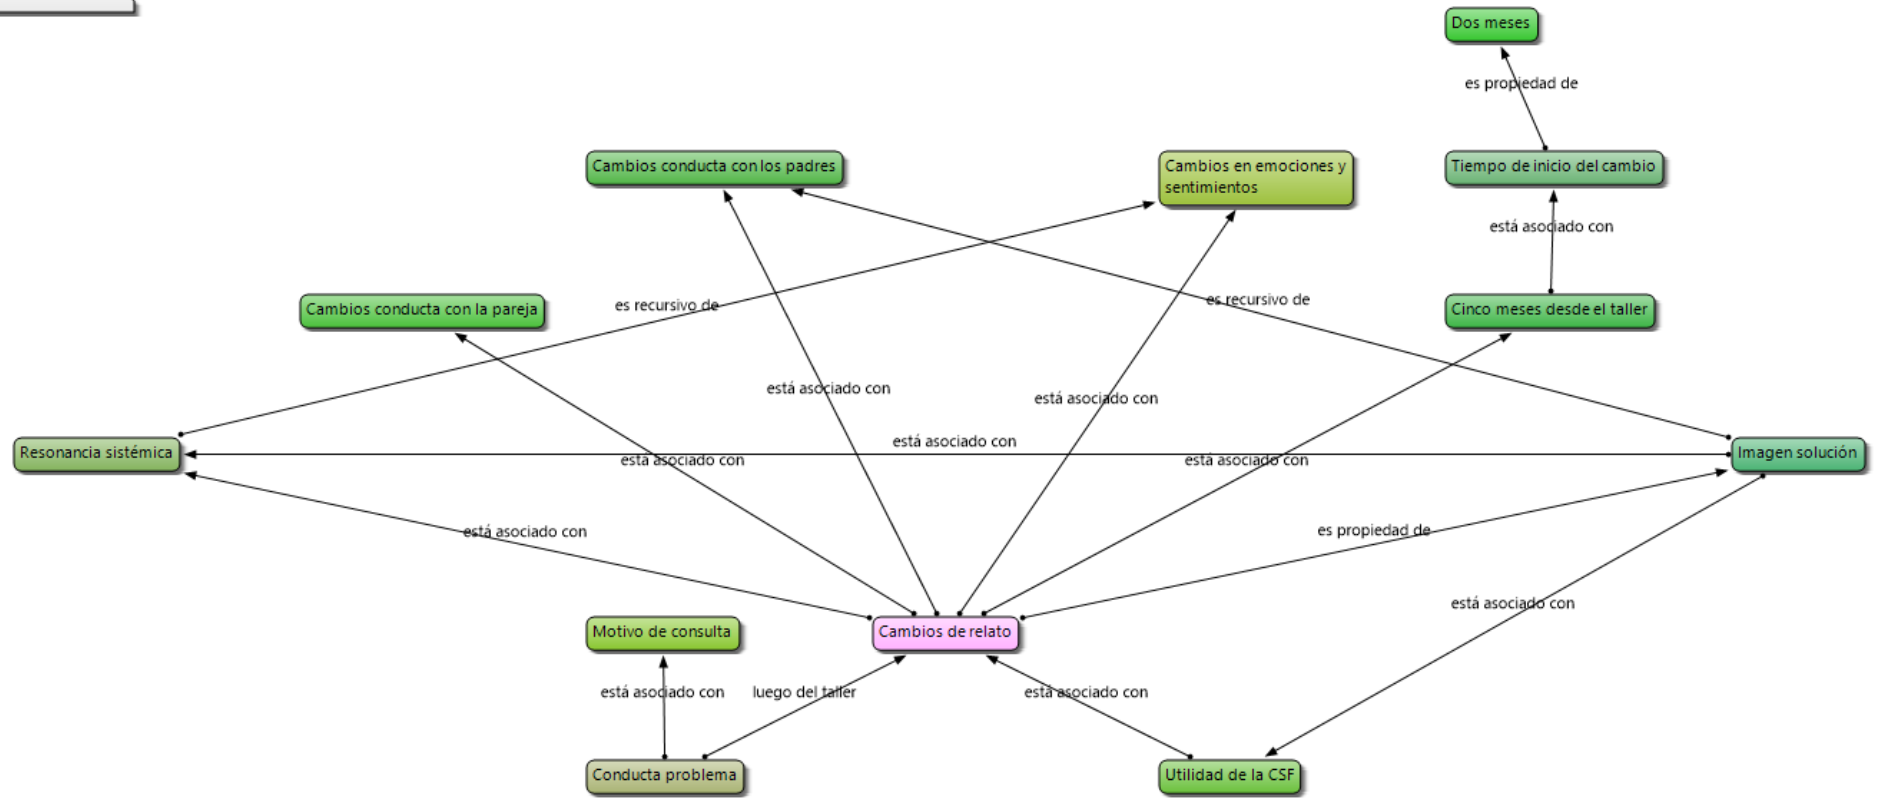 Dos meses
es propiedad de
Cambios conducta con los padres
Cambios en emociones y
sentimientos
Tiempo de inicio del cambio
está asociado con
Cambios conducta con la pareja
es recursivo de
es recursivo de
Cinco meses desde el taller
está asociado con
está asociado con
está asociado con
Resonancia sistémica
está asociado con
está asociado con
Imagen solución
está asociado con
es propiedad de
está asociado con
Motivo de consulta
Cambios de relato
está asociado con
luego del taller
está asociado con
Conducta problema
Utilidad de la CSF